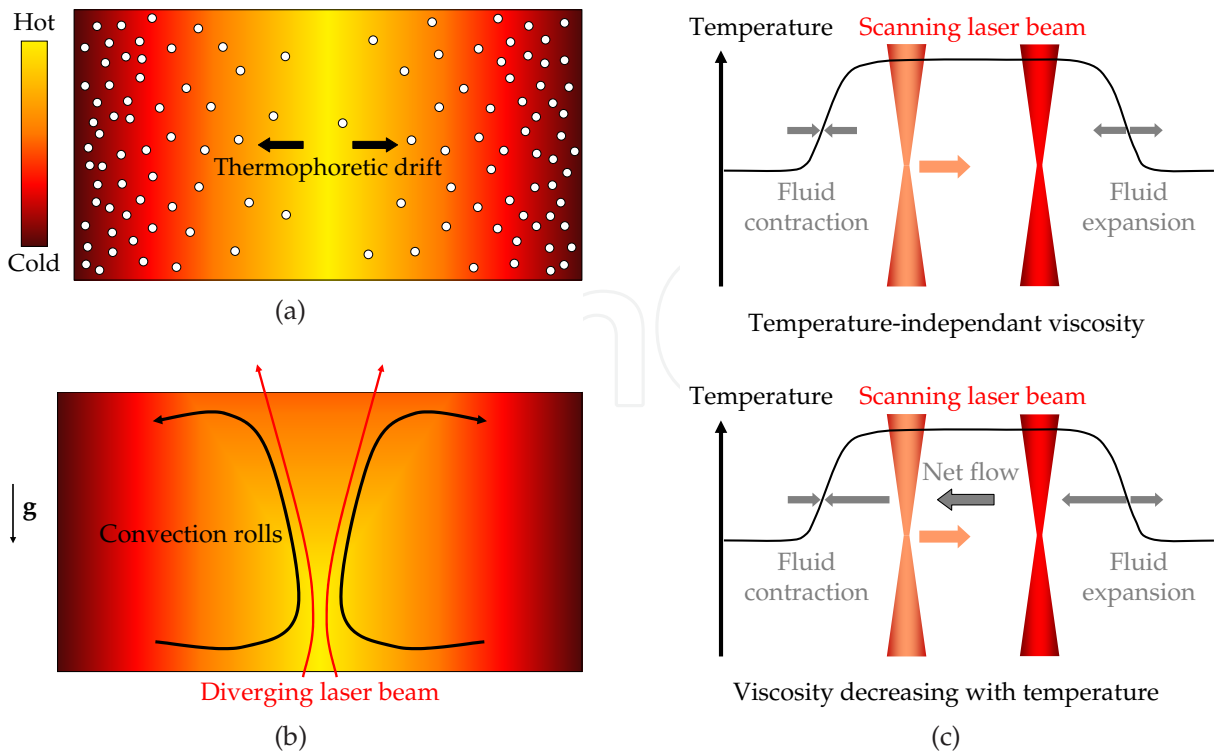 Hot
Cold
Thermophoretic drift
(a)
g
Convection rolls
Diverging laser beam
(b)
Temperature Scanning laser beam
Fluid
contraction
Fluid
expansion
Temperature-independant viscosity
Temperature Scanning laser beam
Net flow
Fluid
contraction
Fluid
expansion
Viscosity decreasing with temperature
(c)